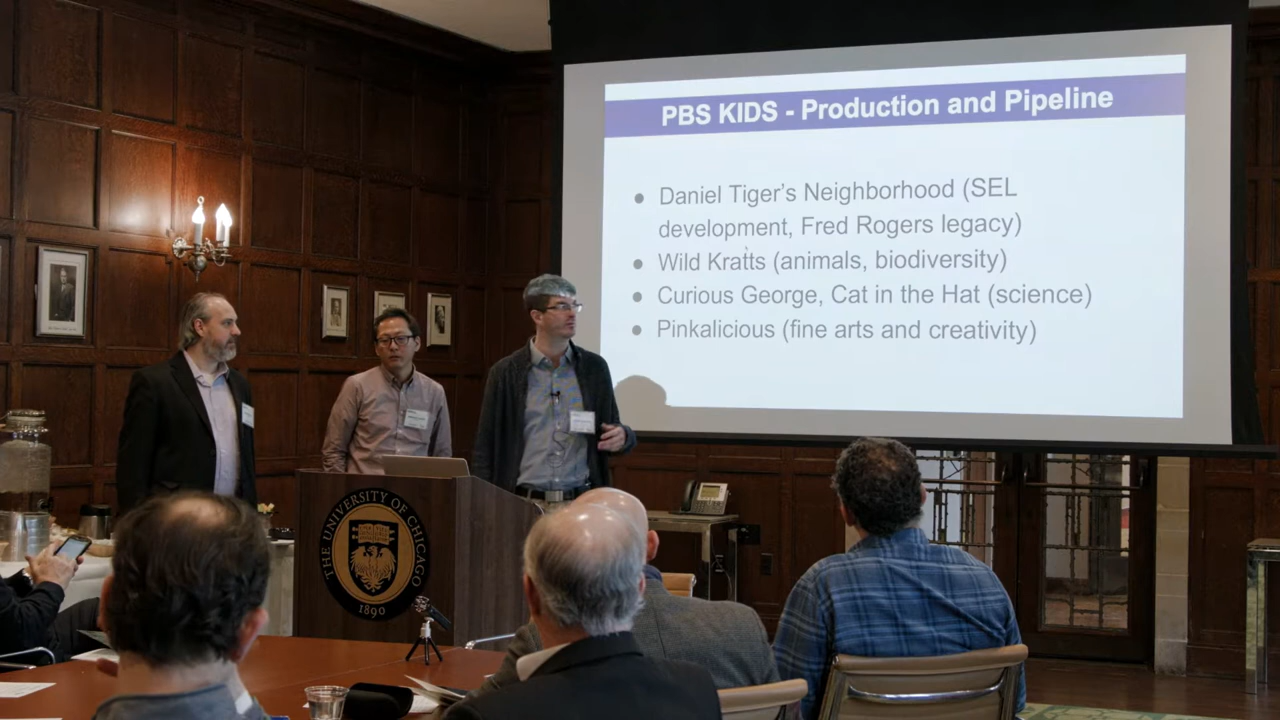 PBS KIDS - Production and Pipeline
● Daniel Tiger's Neighborhood (SEL
development, Fred Rogers legacy)
● Wild Kratts (animals, biodiversity)
● Curious George, Cat in the Hat (science)
● Pinkalicious (fine arts and creativity)
THE UNIVERSITY OF CHICAGO
1890